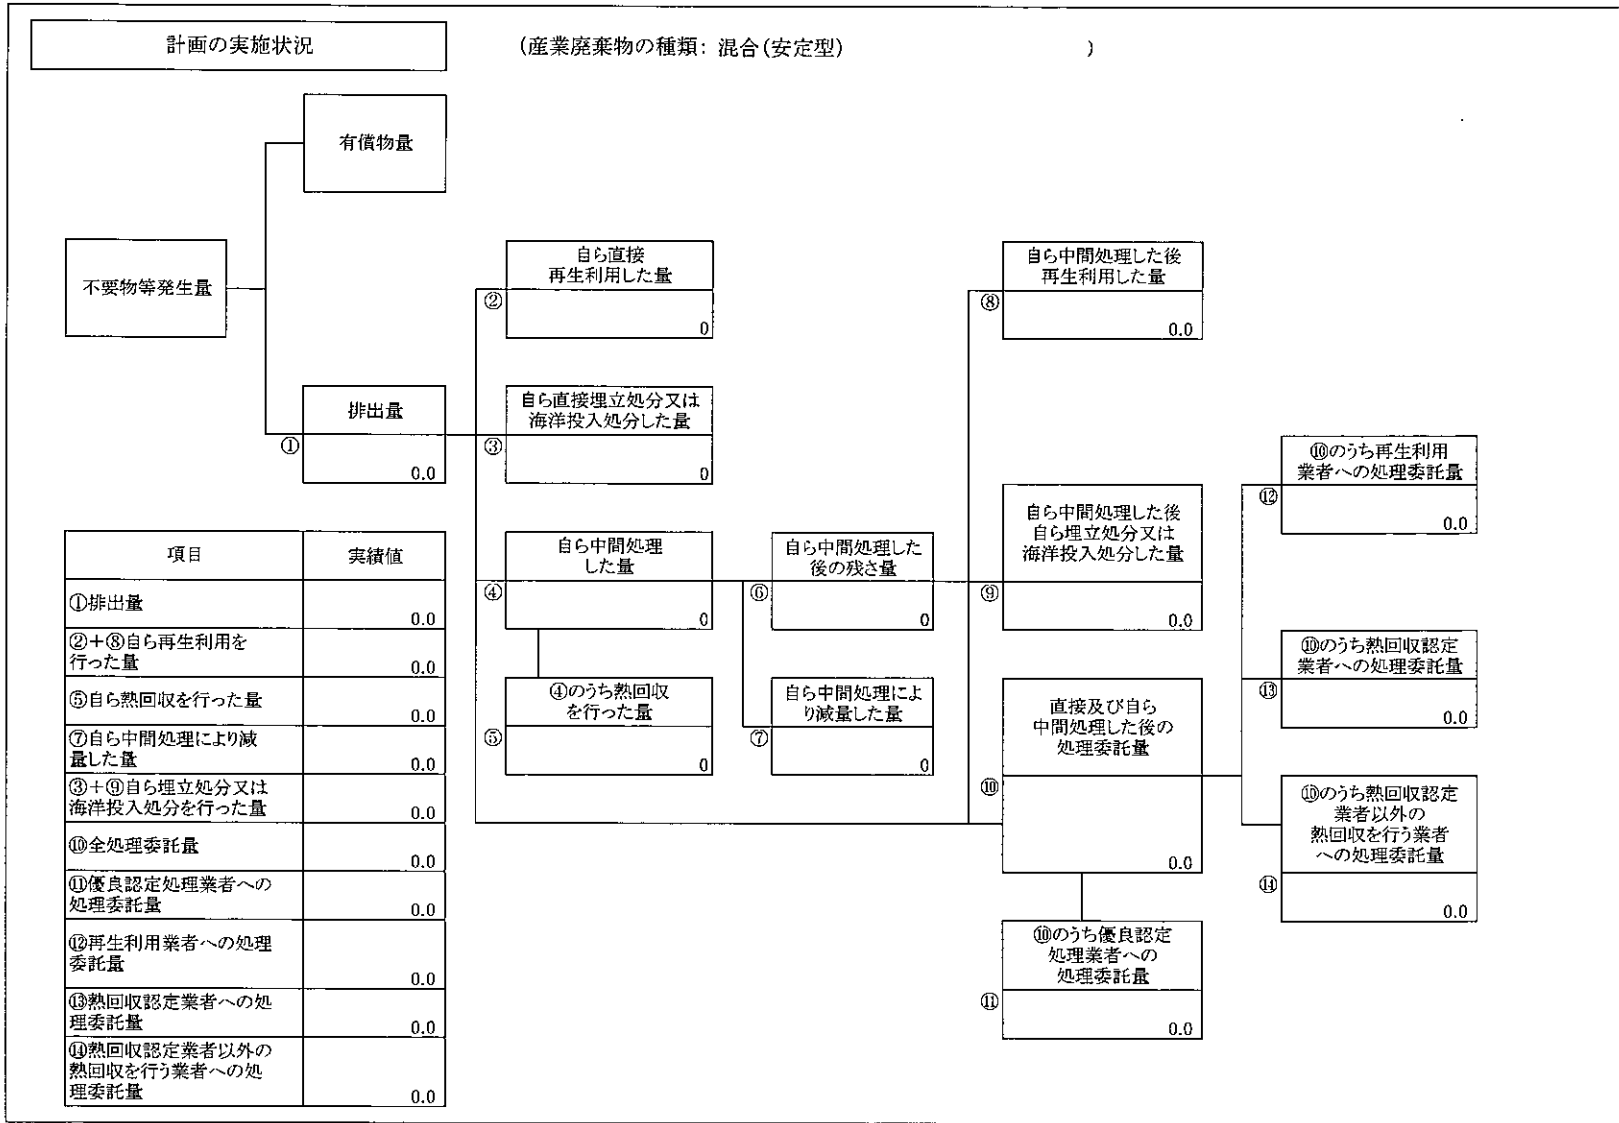 計画の実施状況
(産業廃棄物の種類: 混合(安定型) )
有償物量
不要物等発生量
自ら直接
再生利用した量
②
0
自ら中間処理した後
再生利用した量
⑧
0.0
排出量
①
0.0
自ら直接埋立処分又は
海洋投入処分した量
③
0
⑩のうち再生利用
業者への処理委託量
⑫
0.0
自ら中間処理
した量
④
0
自ら中間処理した
後の残さ量
⑥
0
自ら中間処理した後
自ら埋立処分又は
海洋投入処分した量
⑨
0.0
⑩のうち熱回収認定
業者への処理委託量
⑬
0.0
④のうち熱回収
を行った量
⑤
0
自ら中間処理によ
り減量した量
⑦
0
直接及び自ら
中間処理した後の
処理委託量
⑩
0.0
⑩のうち熱回収認定
業者以外の
熱回収を行う業者
への処理委託量
⑭
0.0
⑩のうち優良認定
処理業者への
処理委託量
⑪
0.0
項目 実績値
①排出量
0.0
②+⑧自ら再生利用を
行った量
0.0
⑤自ら熱回収を行った量
0.0
⑦自ら中間処理により減
量した量
0.0
③+⑨自ら埋立処分又は
海洋投入処分を行った量
0.0
⑩全処理委託量
0.0
⑪優良認定処理業者への
処理委託量
0.0
⑫再生利用業者への処理
委託量
0.0
⑬熱回収認定業者への処
理委託量
0.0
⑭熱回収認定業者以外の
熱回収を行う業者への処
理委託量
0.0